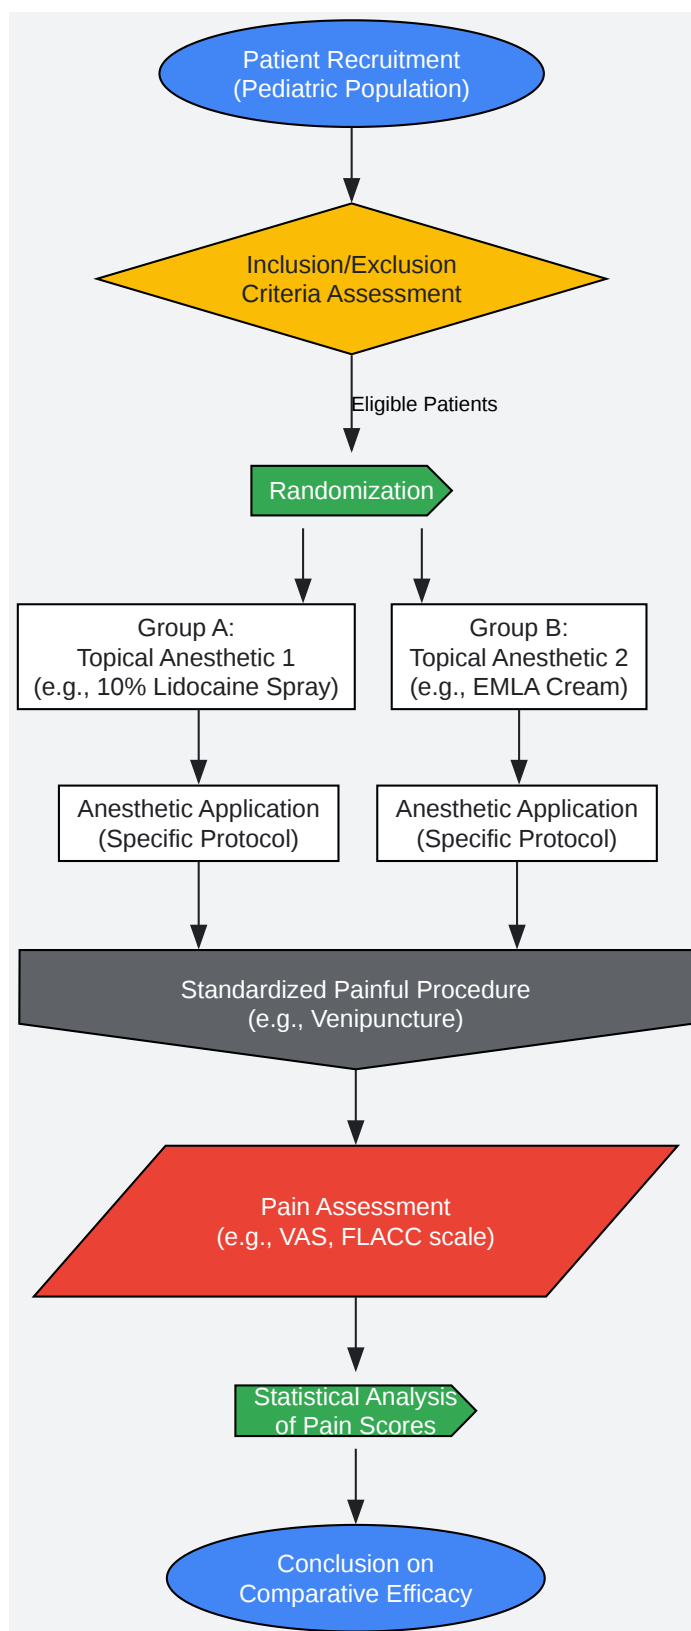 Patient Recruitment
(Pediatric Population)
Inclusion/Exclusion
Criteria Assessment
Eligible Patients
Randomization
Group A:
Topical Anesthetic 1
(e.g., 10% Lidocaine Spray)
Group B:
Topical Anesthetic 2
(e.g., EMLA Cream)
Anesthetic Application
(Specific Protocol)
Anesthetic Application
(Specific Protocol)
Standardized Painful Procedure
(e.g., Venipuncture)
Pain Assessment
(e.g., VAS, FLACC scale)
Statistical Analysis
of Pain Scores
Conclusion on
Comparative Efficacy